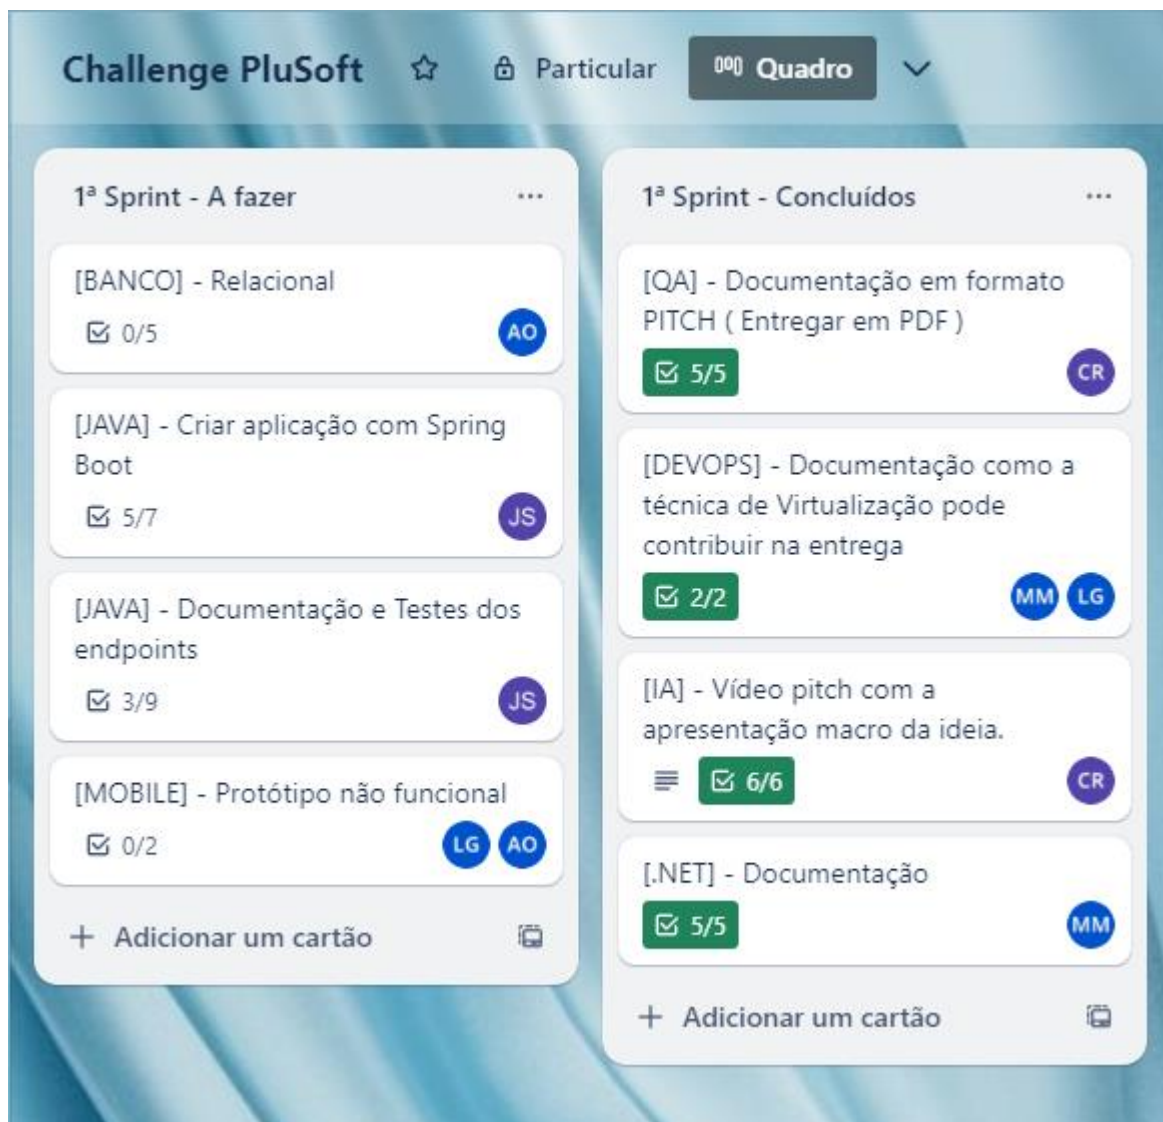 Challenge PluSoft
Particular
Quadro
1ª Sprint - A fazer
[BANCO] - Relacional
0/5
AO
[JAVA] - Criar aplicação com Spring
Boot
5/7
JS
[JAVA] - Documentação e Testes dos
endpoints
3/9
JS
[MOBILE] - Protótipo não funcional
0/2
LG AO
+ Adicionar um cartão
1ª Sprint - Concluídos
[QA] - Documentação em formato
PITCH ( Entregar em PDF )
5/5
CR
[DEVOPS] - Documentação como a
técnica de Virtualização pode
contribuir na entrega
2/2
MM LG
[IA] - Vídeo pitch com a
apresentação macro da ideia.
6/6
CR
[.NET] - Documentação
5/5
MM
+ Adicionar um cartão